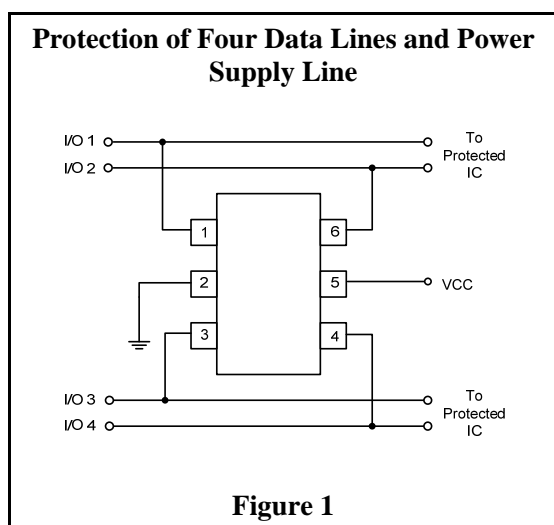 Protection of Four Data Lines and Power
Supply Line
I/O 1
To
Protected
IC
I/O 2
1
6
2
5
VCC
3
4
I/O 3
To
Protected
IC
I/O 4
Figure 1